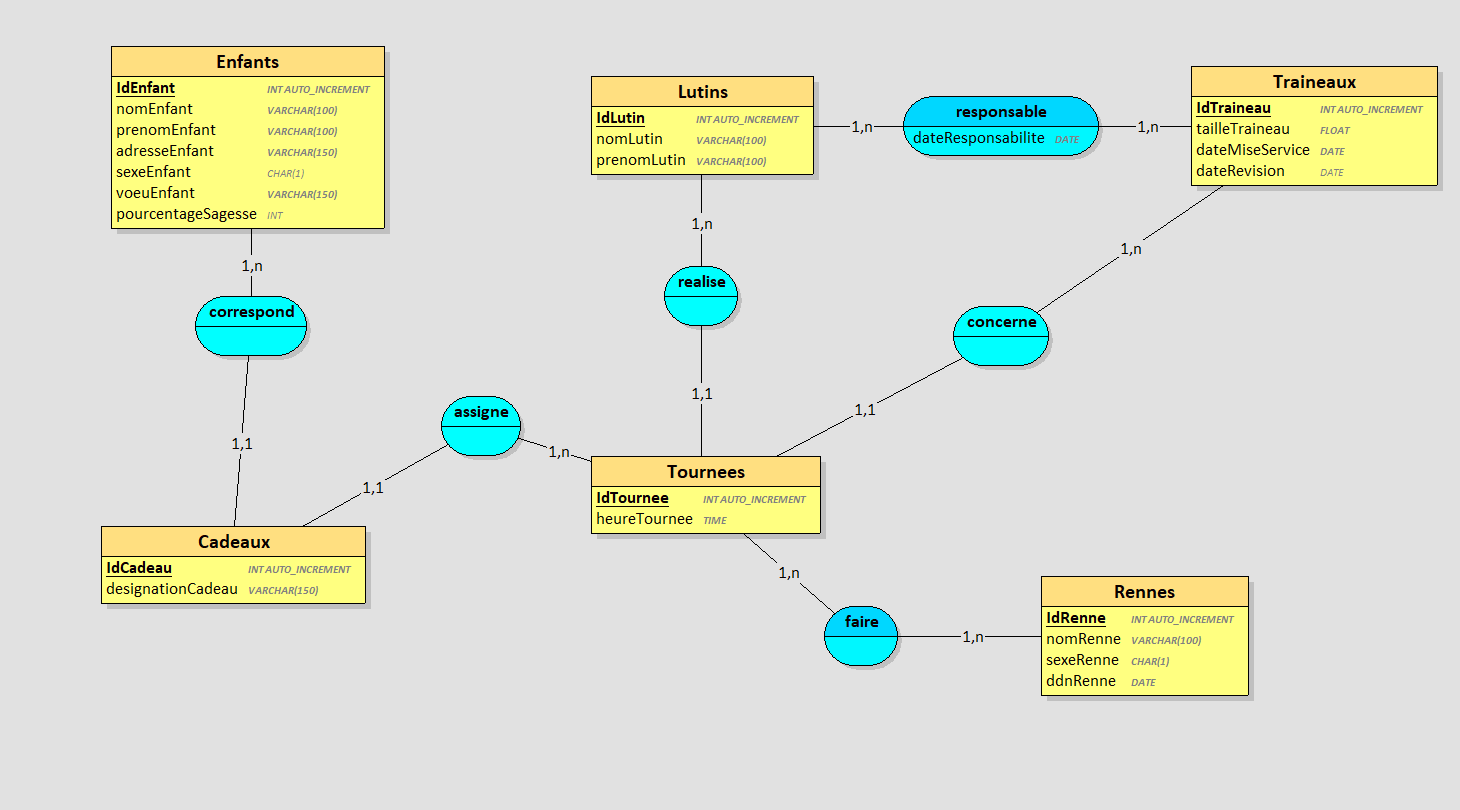 Enfants
IdEnfant INT AUTO_INCREMENT
nomEnfant VARCHAR(100)
prenomEnfant VARCHAR(100)
adresseEnfant VARCHAR(150)
sexeEnfant CHAR(1)
voeuEnfant VARCHAR(150)
pourcentageSagesse INT
Lutins
IdLutin INT AUTO_INCREMENT
nomLutin VARCHAR(100)
prenomLutin VARCHAR(100)
1,n
responsable
dateResponsabilite DATE
1,n
Traineaux
IdTraineau INT AUTO_INCREMENT
tailleTraineau FLOAT
dateMiseService DATE
dateRevision DATE
1,n
correspond
1,1
1,n
realise
1,1
1,n
concerne
1,1
assigne
1,n
1,1
Tournees
IdTournee INT AUTO_INCREMENT
heureTournee TIME
Cadeaux
IdCadeau INT AUTO_INCREMENT
designationCadeau VARCHAR(150)
1,n
faire
1,n
Rennes
IdRenne INT AUTO_INCREMENT
nomRenne VARCHAR(100)
sexeRenne CHAR(1)
ddnRenne DATE